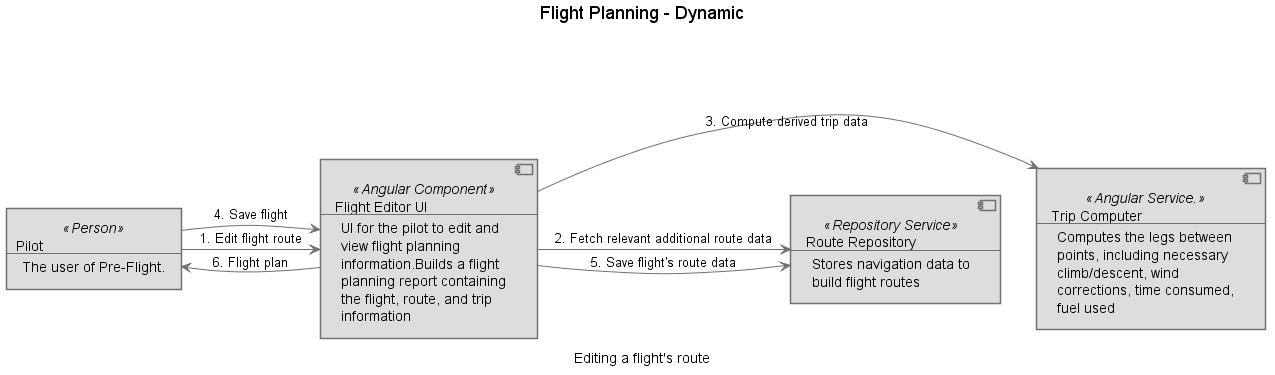 Flight Planning - Dynamic
3. Compute derived trip data
«Person»
Pilot
The user of Pre-Flight.
4. Save flight
1. Edit flight route
6. Flight plan
«Angular Component»
Flight Editor UI
UI for the pilot to edit and
view flight planning
information.Builds a flight
planning report containing
the flight, route, and trip
information
2. Fetch relevant additional route data
5. Save flight's route data
«Repository Service»
Route Repository
Stores navigation data to
build flight routes
«Angular Service.»
Trip Computer
Computes the legs between
points, including necessary
climb/descent, wind
corrections, time consumed,
fuel used
Editing a flight's route